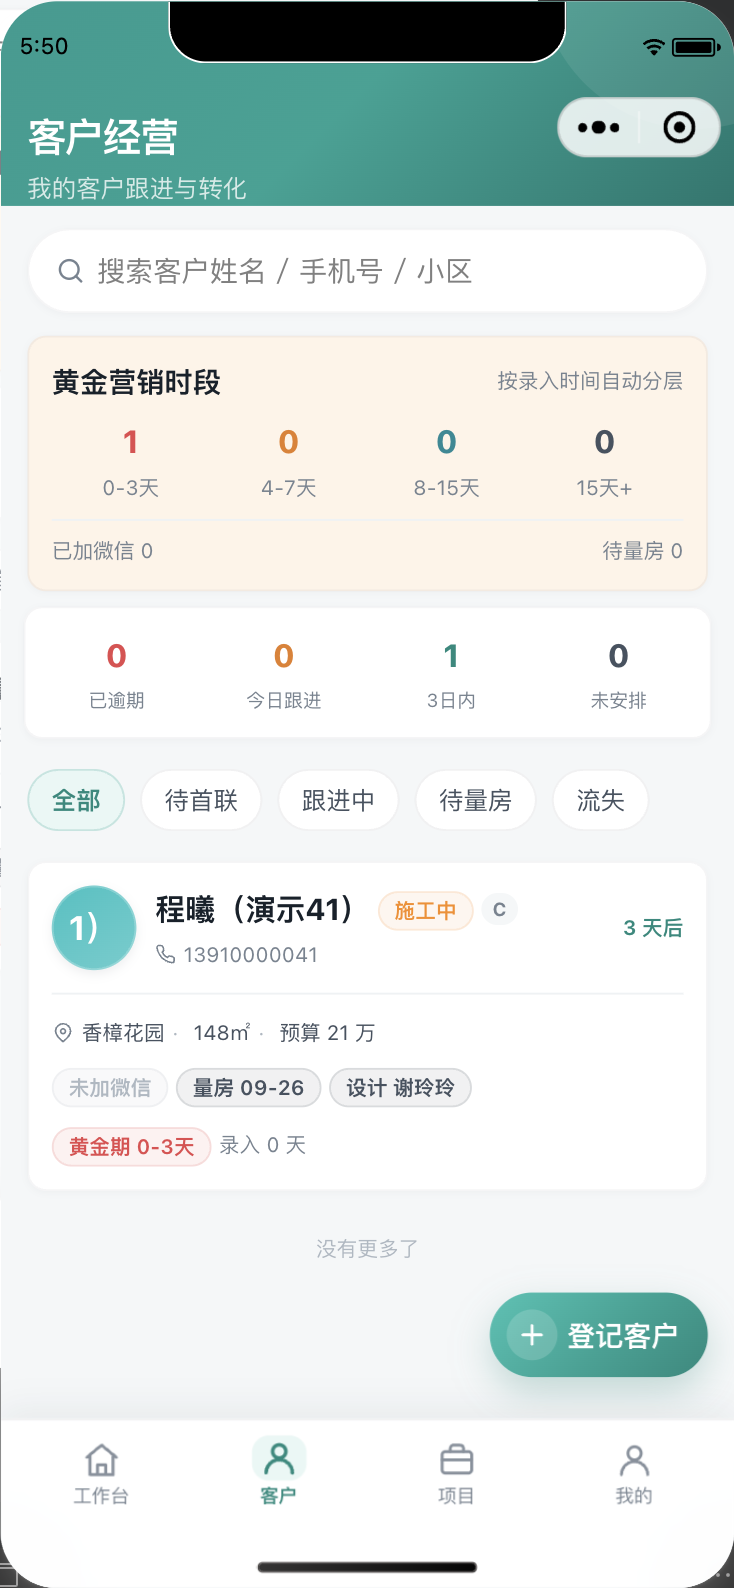 5:50
客户经营
我的客户跟进与转化
搜索客户姓名 / 手机号 / 小区
黄金营销时段 按录入时间自动分层
1 0 0 0
0-3天 4-7天 8-15天 15天+
已加微信 0 待量房 0
0 0 1 0
已逾期 今日跟进 3日内 未安排
全部 待首联 跟进中 待量房 流失
1) 程曦（演示41） 施工中 C 3 天后
13910000041
香樟花园 · 148㎡ · 预算 21 万
未加微信 量房 09-26 设计 谢玲玲
黄金期 0-3天 录入 0 天
没有更多了
登记客户
工作台 客户 项目 我的